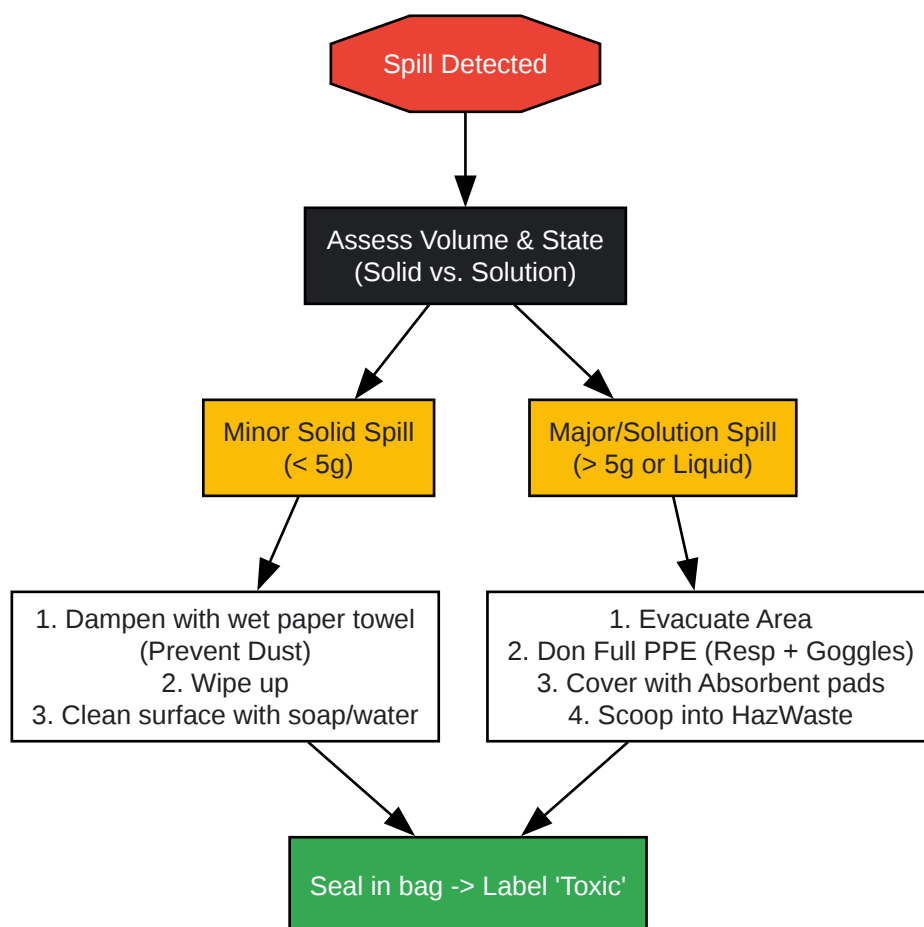 Spill Detected
Assess Volume & State
(Solid vs. Solution)
Minor Solid Spill
(< 5g)
Major/Solution Spill
(> 5g or Liquid)
1. Dampen with wet paper towel
(Prevent Dust)
2. Wipe up
3. Clean surface with soap/water
1. Evacuate Area
2. Don Full PPE (Resp + Goggles)
3. Cover with Absorbent pads
4. Scoop into HazWaste
Seal in bag -> Label 'Toxic'